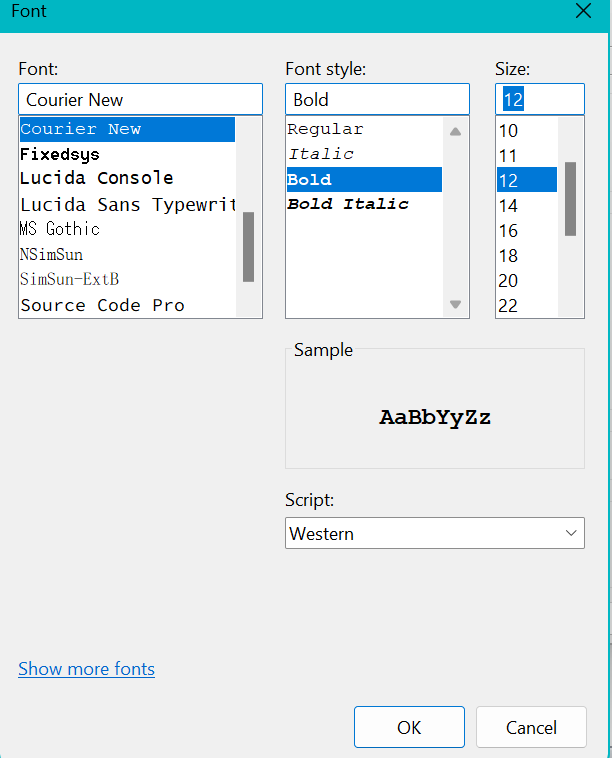 Font
Font:
Courier New
Courier New
Fixedsys
Lucida Console
Lucida Sans Typewrit
MS Gothic
NSimSun
SimSun-ExtB
Source Code Pro
Font style:
Bold
Regular
Italic
Bold
Bold Italic
Size:
12
10
11
12
14
16
18
20
22
Sample
AaBbYyZz
Script:
Western
Show more fonts
OK
Cancel